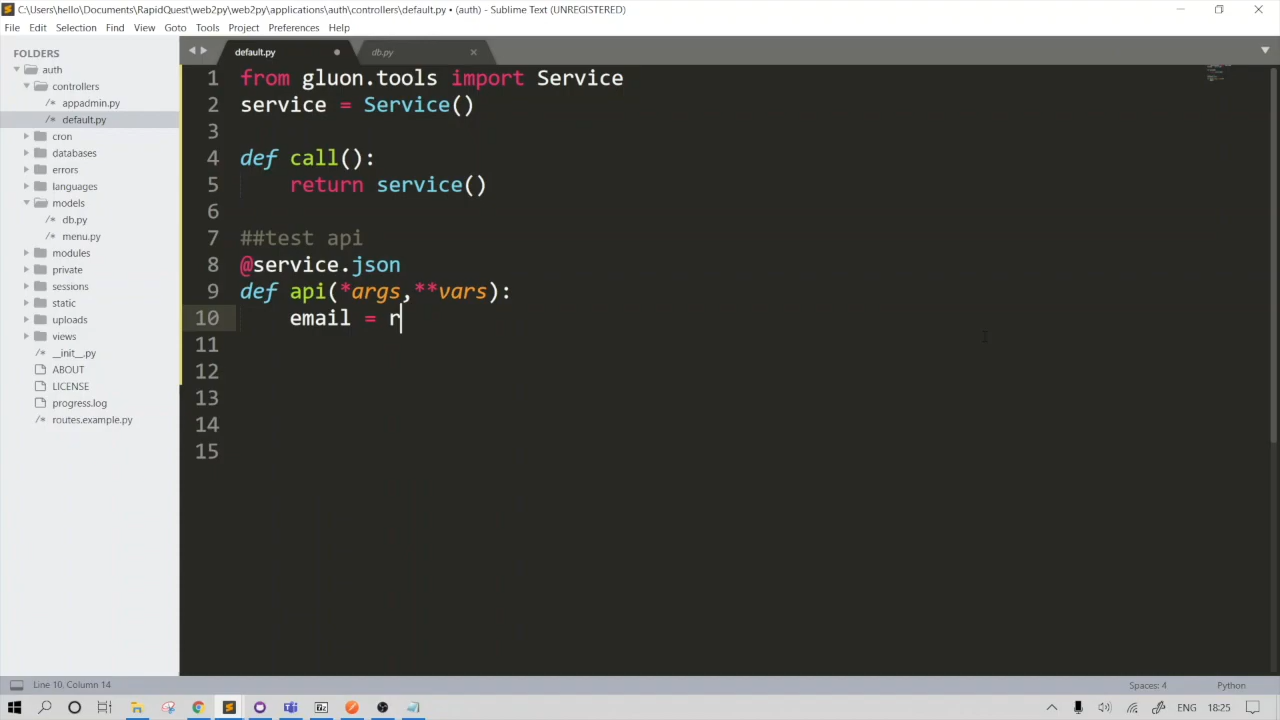 C:\Users\hello\Documents\RapidQuest\web2py\web2py\applications\auth\controllers\default.py • (auth) - Sublime Text (UNREGISTERED)
File Edit Selection Find View Goto Tools Project Preferences Help
FOLDERS
auth
controllers
appadmin.py
default.py
cron
databases
errors
languages
models
db.py
menu.py
modules
private
sessions
static
uploads
views
__init__.py
ABOUT
LICENSE
progress.log
routes.example.py
default.py db.py
1 from gluon.tools import Service
2 service = Service()
3
4 def call():
5 return service()
6
7 ##test api
8 @service.json
9 def api(*args,**vars):
10 email = r
11
12
13
14
15
Line 10, Column 14 Spaces: 4 Python
ENG 18:25